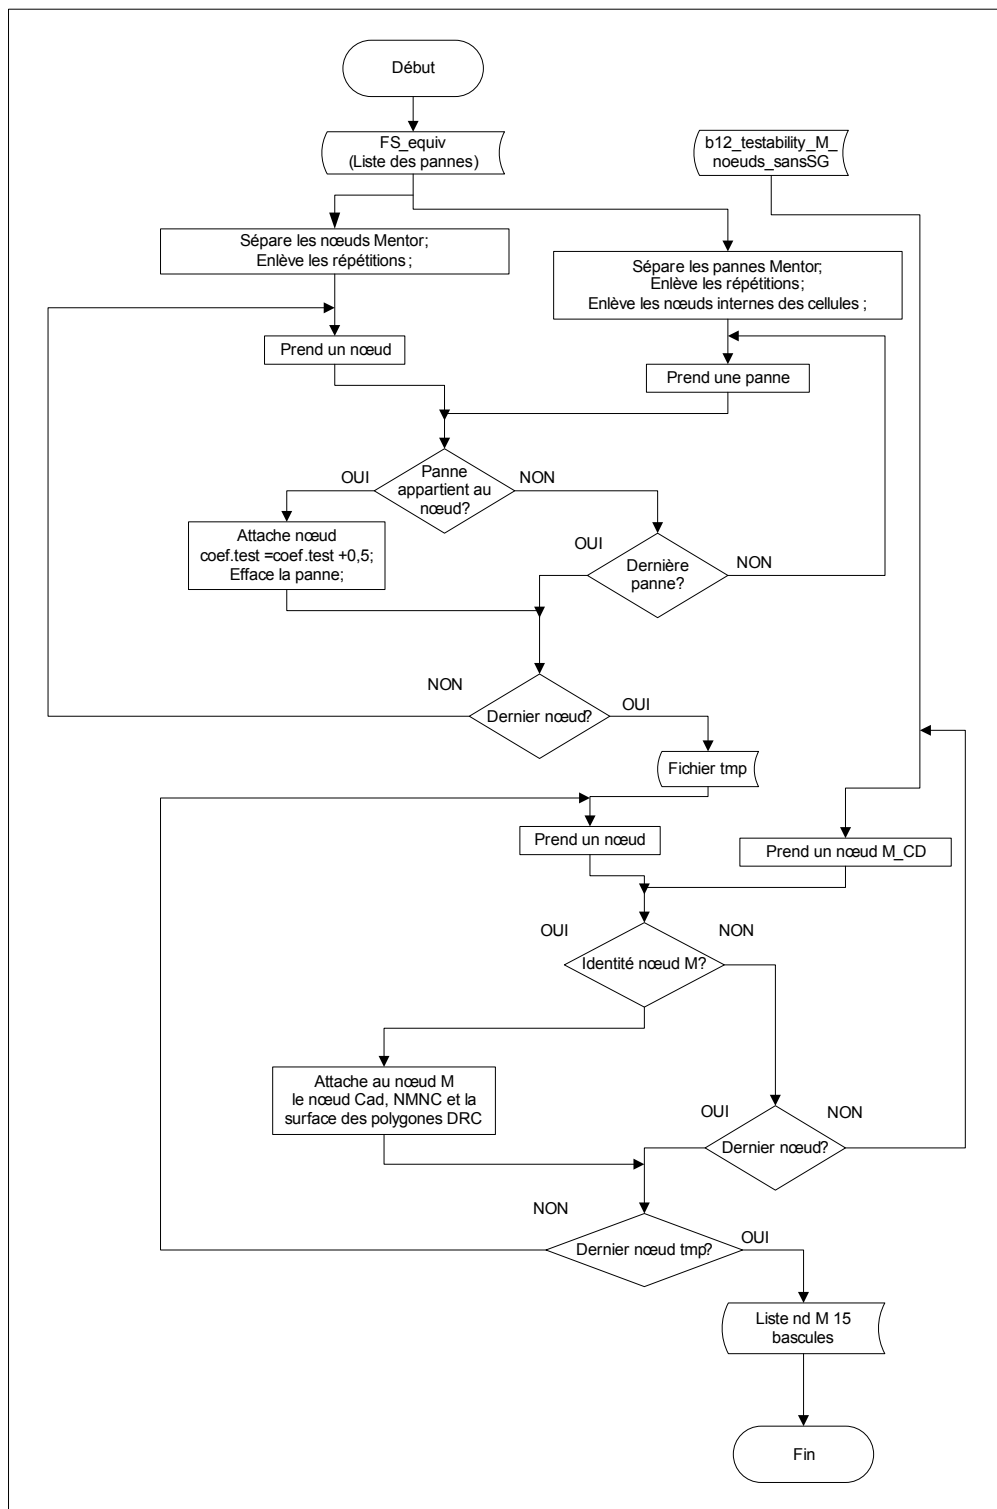 Début
FS_equiv
(Liste des pannes)
b12_testability_M_
noeuds_sansSG
Sépare les nœuds Mentor;
Enlève les répétitions ;
Sépare les pannes Mentor;
Enlève les répétitions;
Enlève les nœuds internes des cellules ;
Prend un nœud
Prend une panne
Panne
appartient au
nœud?
OUI
NON
Attache nœud
coef.test =coef.test +0,5;
Efface la panne;
OUI
Dernière
panne?
NON
NON
Dernier nœud?
OUI
Fichier tmp
Prend un nœud
Prend un nœud M_CD
OUI
NON
Identité nœud M?
Attache au nœud M
le nœud Cad, NMNC et la
surface des polygones DRC
OUI
NON
Dernier nœud?
NON
Dernier nœud tmp?
OUI
Liste nd M 15
bascules
Fin